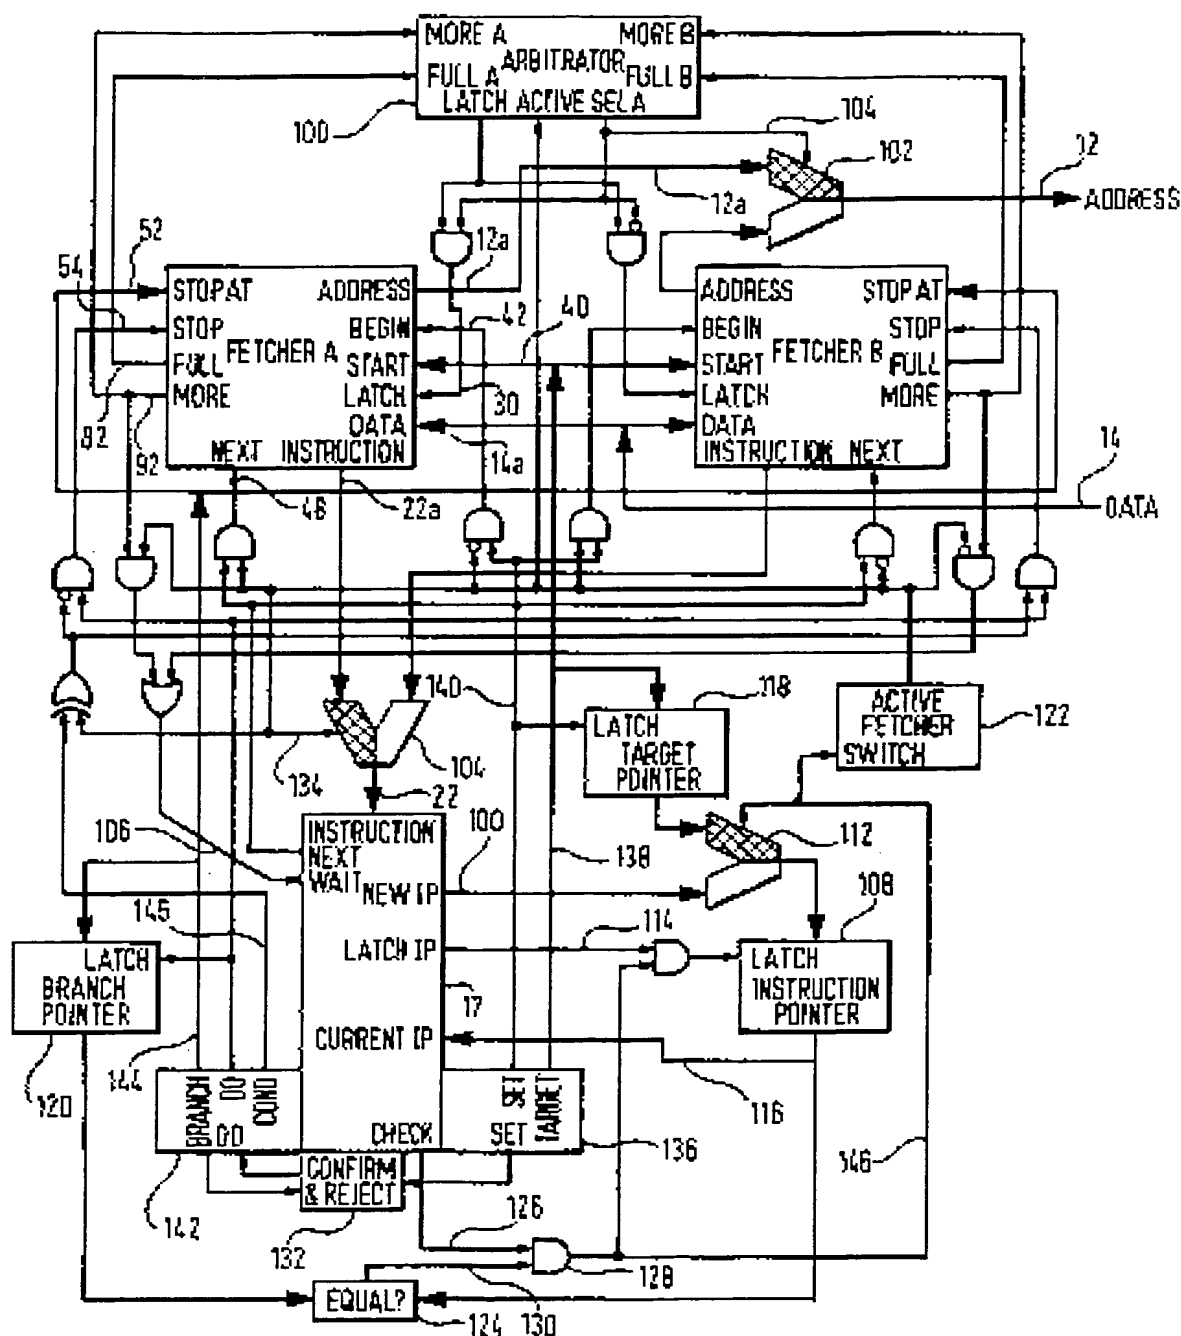 MORE A MORE B
ARBITRATOR
FULL A FULL B
LATCH ACTIVE SEL A
100
104
102
12
12a
ADDRESS
52
54
12a
STOP AT ADDRESS
STOP BEGIN
42
40
FETCHER A
FULL START
MORE LATCH
30
DATA
NEXT INSTRUCTION
82
92
14a
ADDRESS STOP AT
BEGIN STOP
FETCHER B
START FULL
LATCH MORE
DATA
INSTRUCTION NEXT
14
DATA
48
22a
140
118
LATCH
TARGET
POINTER
ACTIVE
FETCHER
SWITCH
122
134
104
22
106
INSTRUCTION
NEXT
WAIT
NEW IP
100
138
112
145
LATCH IP
114
108
LATCH
BRANCH
POINTER
17
LATCH
INSTRUCTION
POINTER
CURRENT IP
144
120
116
BRANCH
DO
COND
DO
CHECK
SET
TARGET
SET
136
146
CONFIRM
& REJECT
142
132
126
128
EQUAL?
124
130